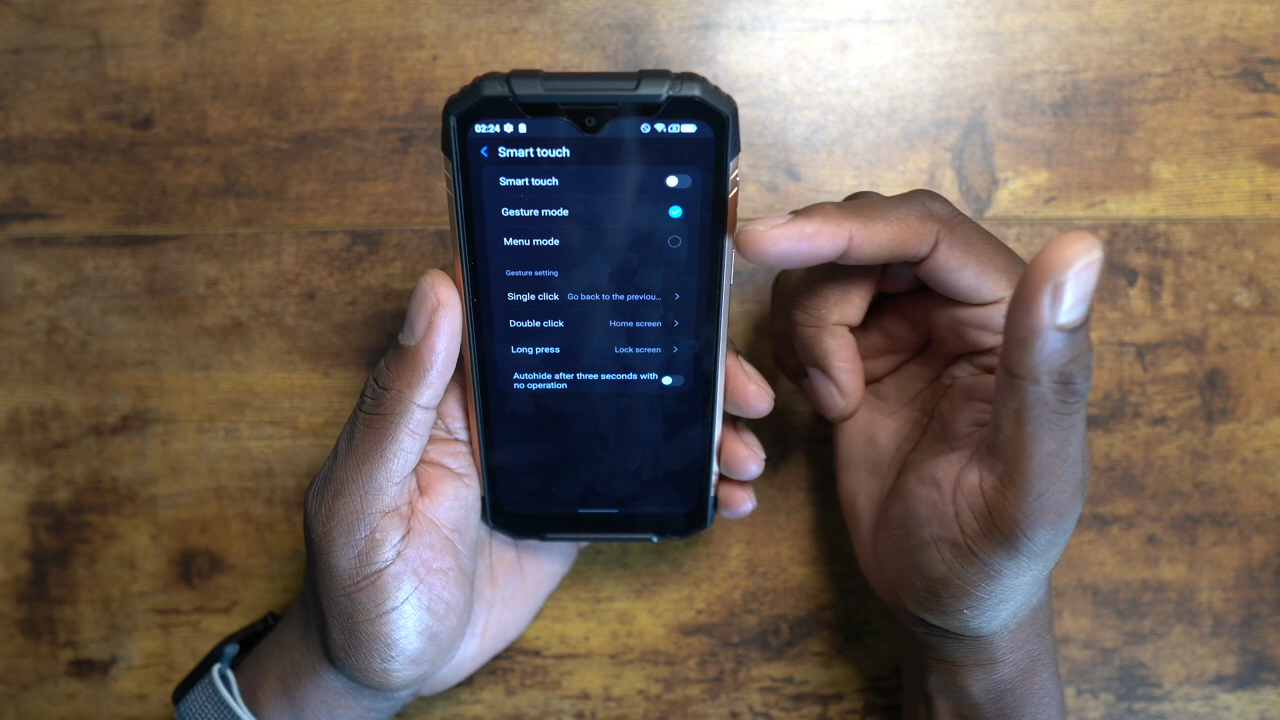 02:24
Smart touch
Smart touch
Gesture mode
Menu mode
Gesture setting
Single click Go back to the previou...
Double click Home screen
Long press Lock screen
Autohide after three seconds with
no operation